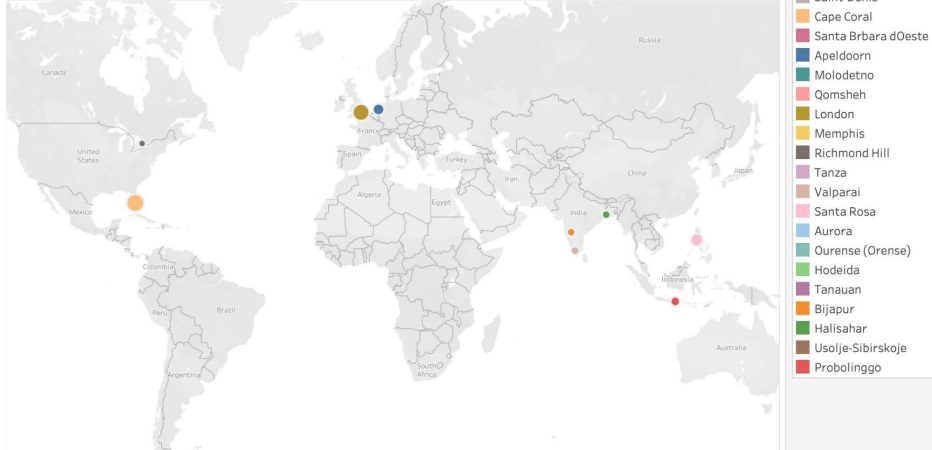 Russia
Canada
France
United
States
Spain
Turkey
Japan
China
Iran
Algeria
Egypt
Mexico
India
Colombia
Indonesia
Peru
Brazil
Australia
South
Africa
Argentina
Cape Coral
Santa Brbara dOeste
Apeldoorn
Molodetno
Qomsheh
London
Memphis
Richmond Hill
Tanza
Valparai
Santa Rosa
Aurora
Ourense (Orense)
Hodeida
Tanauan
Bijapur
Halisahar
Usolje-Sibirskoje
Probolinggo